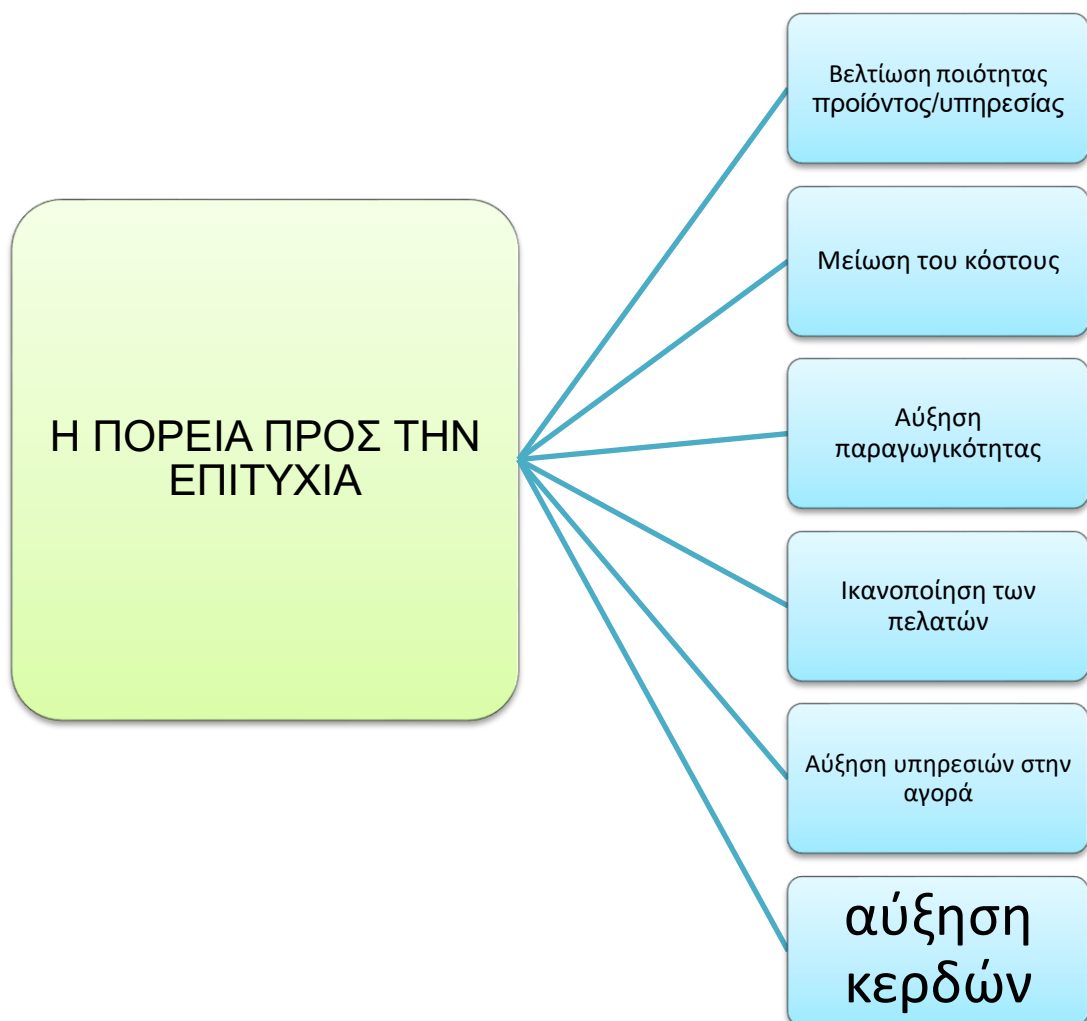 Η ΠΟΡΕΙΑ ΠΡΟΣ ΤΗΝ
ΕΠΙΤΥΧΙΑ
Βελτίωση ποιότητας
προίόντος/υπηρεσίας
Μείωση του κόστους
Αύξηση
παραγωγικότητας
Ικανοποίηση των
πελατών
Αύξηση υπηρεσιών στην
αγορά
αύξηση
κερδών